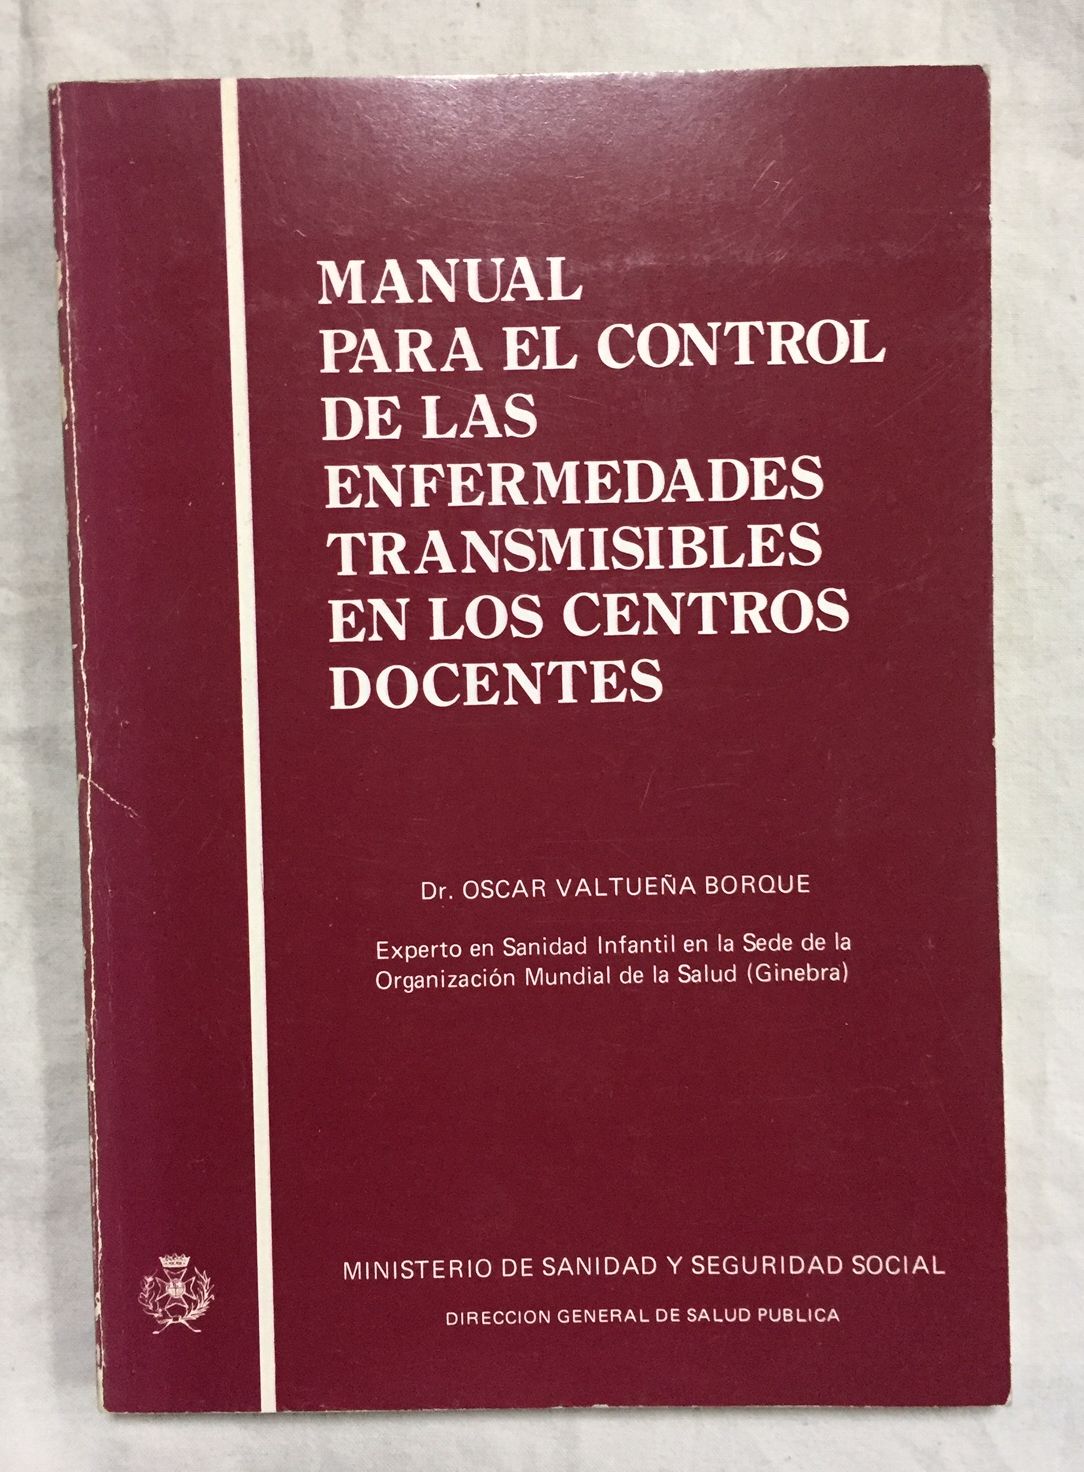 MANUAL
PARA EL CONTROL
DE LAS
ENFERMEDADES
TRANSMISIBLES
EN LOS CENTROS
DOCENTES
Dr. OSCAR VALTUEÑA BORQUE
Experto en Sanidad Infantil en la Sede de la
Organización Mundial de la Salud (Ginebra)
MINISTERIO DE SANIDAD Y SEGURIDAD SOCIAL
DIRECCION GENERAL DE SALUD PUBLICA